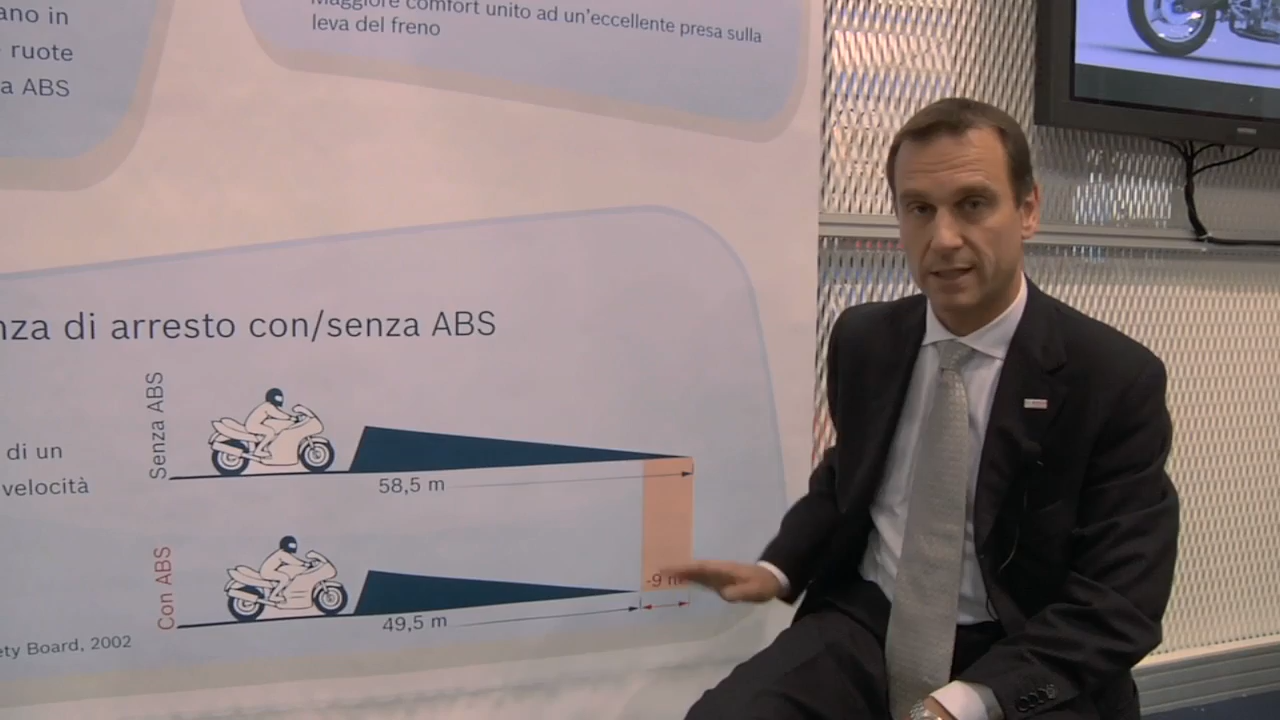 ano in
ruote
a ABS
Maggiore comfort unito ad un'eccellente presa sulla
leva del freno
nza di arresto con/senza ABS
di un
velocità
Senza ABS
58,5 m
Con ABS
49,5 m
-9 m
ety Board, 2002